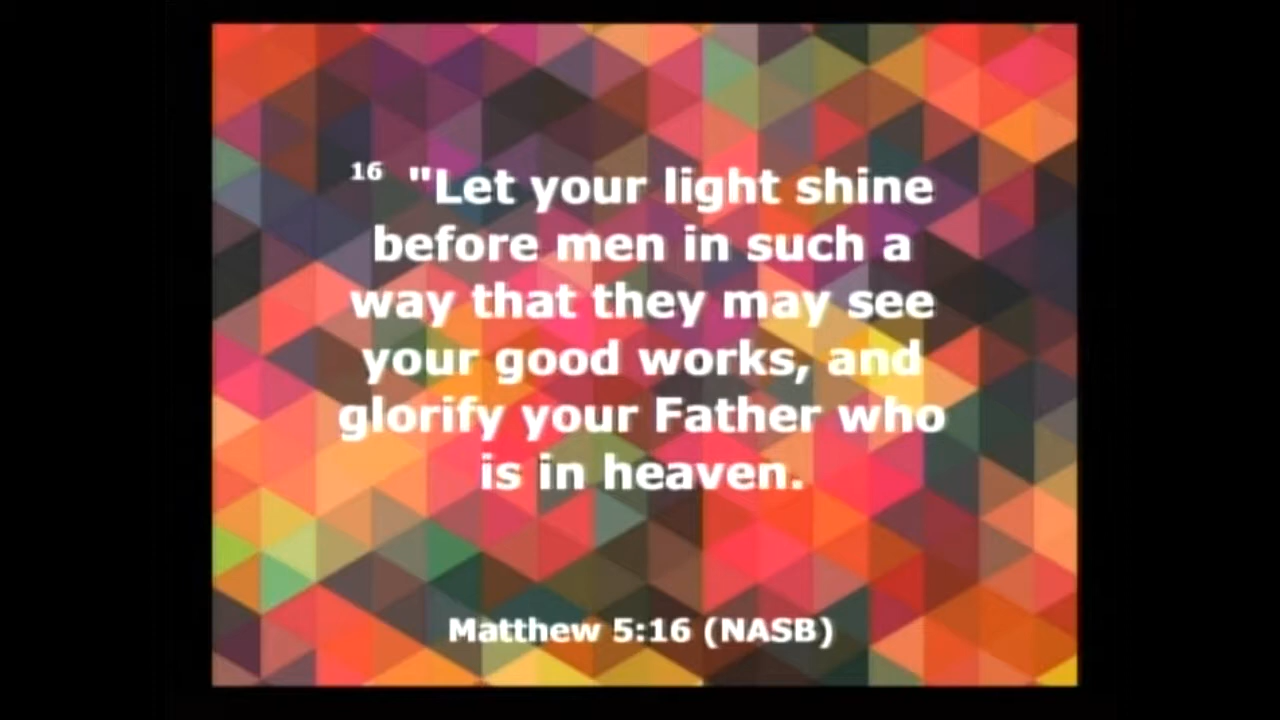 16 "Let your light shine
before men in such a
way that they may see
your good works, and
glorify your Father who
is in heaven.
Matthew 5:16 (NASB)